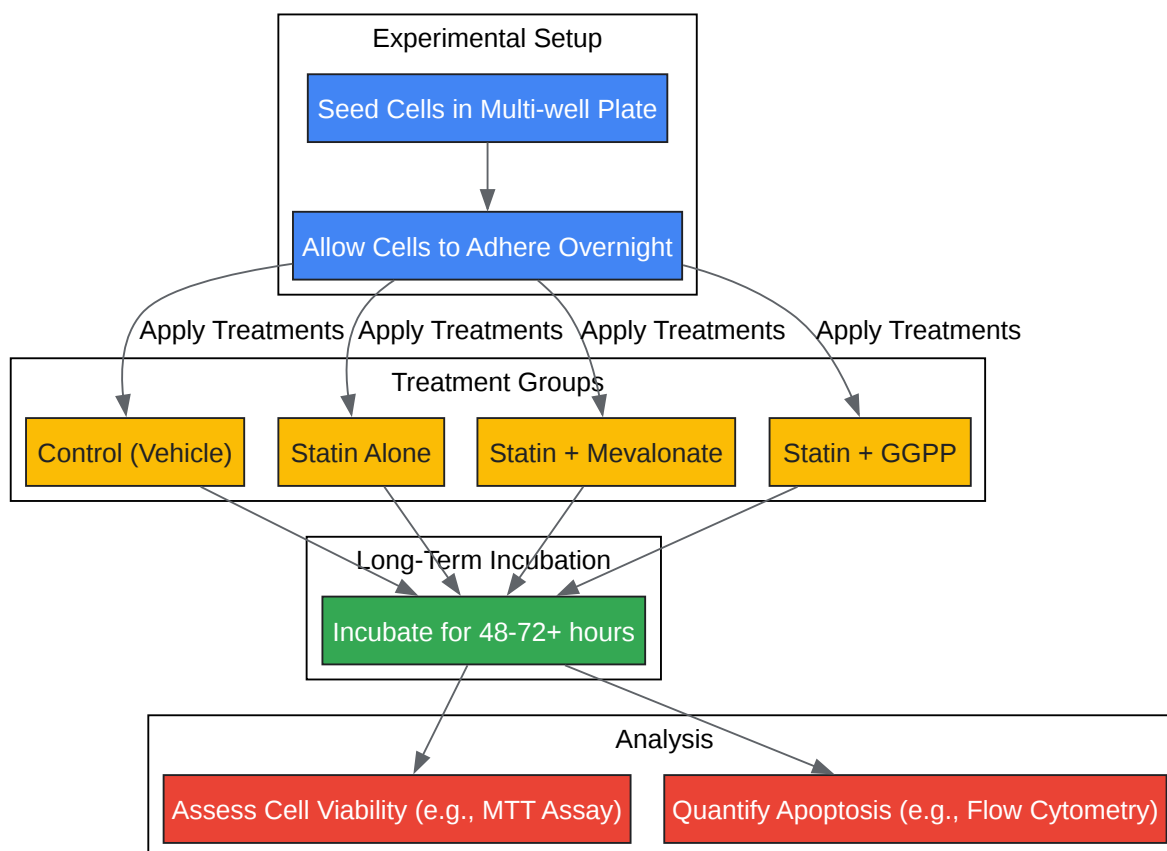 Experimental Setup
Seed Cells in Multi-well Plate
Allow Cells to Adhere Overnight
Apply Treatments
Apply Treatments
Apply Treatments
Apply Treatments
Treatment Groups
Control (Vehicle)
Statin Alone
Statin + Mevalonate
Statin + GGPP
Long-Term Incubation
Incubate for 48-72+ hours
Analysis
Assess Cell Viability (e.g., MTT Assay)
Quantify Apoptosis (e.g., Flow Cytometry)